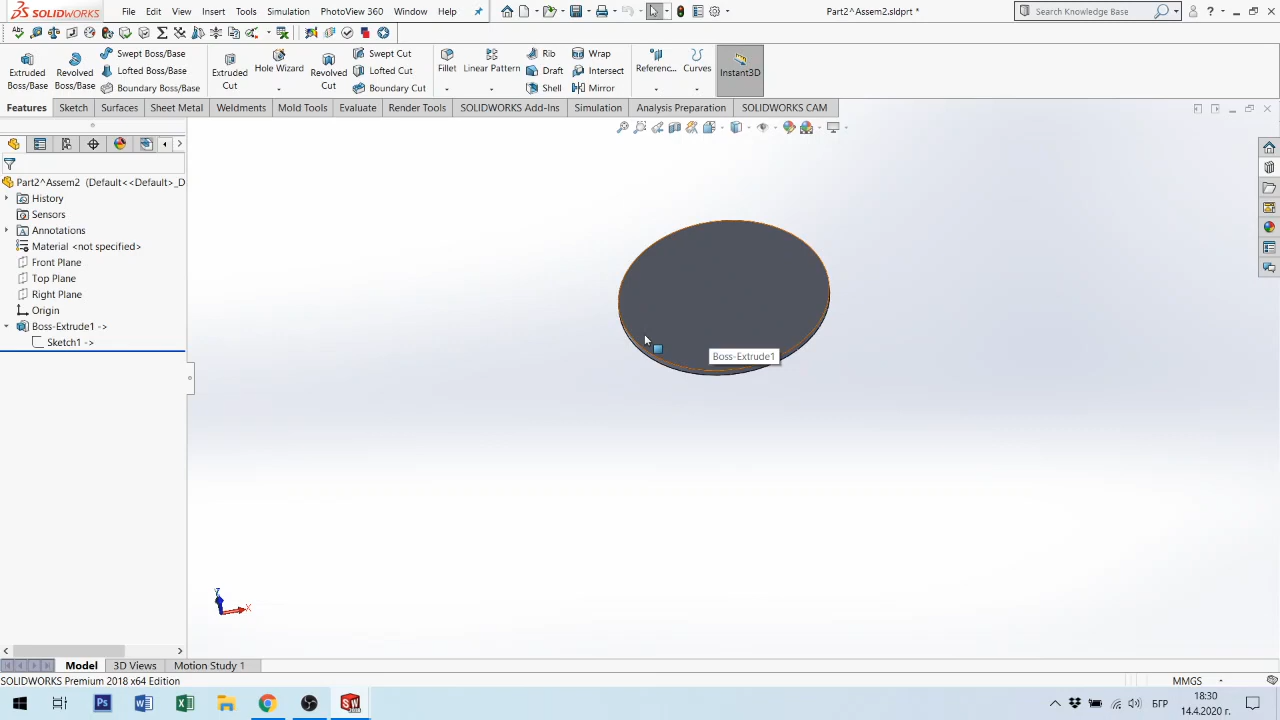 SOLIDWORKS File Edit View Insert Tools Simulation PhotoView 360 Window Help Part2^Assem2.sldprt * Search Knowledge Base ?
Extruded Boss/Base
Revolved Boss/Base
Swept Boss/Base
Lofted Boss/Base
Boundary Boss/Base
Extruded Cut
Hole Wizard
Revolved Cut
Swept Cut
Lofted Cut
Boundary Cut
Fillet
Linear Pattern
Rib
Draft
Shell
Wrap
Intersect
Mirror
Referenc...
Curves
Instant3D
Features Sketch Surfaces Sheet Metal Weldments Mold Tools Evaluate Render Tools SOLIDWORKS Add-Ins Simulation Analysis Preparation SOLIDWORKS CAM
Part2^Assem2 (Default<<Default>_D
History
Sensors
Annotations
Material <not specified>
Front Plane
Top Plane
Right Plane
Origin
Boss-Extrude1 ->
Sketch1 ->
Boss-Extrude1
Z
X
Model 3D Views Motion Study 1
SOLIDWORKS Premium 2018 x64 Edition MMGS
Ps W X SW БГР 18:30
14.4.2020 г.